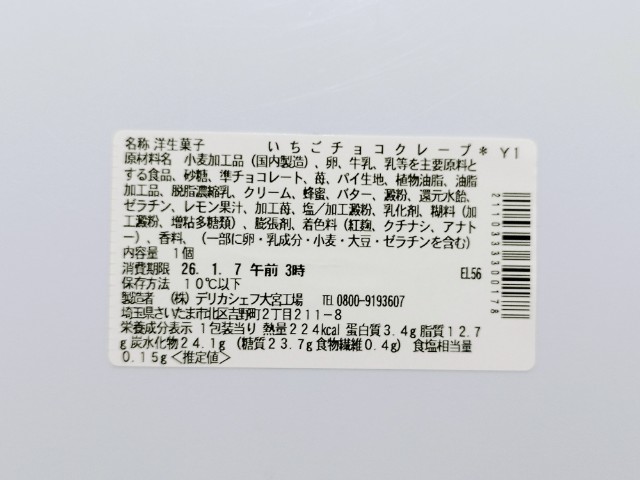 名称 洋生菓子 いちごチョコクレープ* Y1
原材料名 小麦加工品(国内製造)、卵、牛乳、乳等を主要原料と
する食品、砂糖、準チョコレート、苺、パイ生地、植物油脂、油脂
加工品、脱脂濃縮乳、クリーム、蜂蜜、バター、澱粉、還元水飴、
ゼラチン、レモン果汁、加工苺、塩/加工澱粉、乳化剤、糊料(加
工澱粉、増粘多糖類)、膨張剤、着色料(紅麹、クチナシ、アナト
ー)、香料、(一部に卵・乳成分・小麦・大豆・ゼラチンを含む)
内容量 1個
消費期限 26. 1. 7 午前 3時 EL56
保存方法 10℃以下
製造者 (株)デリカシェフ大宮工場 TEL 0800-9193607
埼玉県さいたま市北区吉野町2丁目211-8
栄養成分表示 1包装当り 熱量224kcal 蛋白質3.4g 脂質12.7
g 炭水化物24.1g (糖質23.7g 食物繊維0.4g) 食塩相当量
0.15g<推定値>
2110333300178